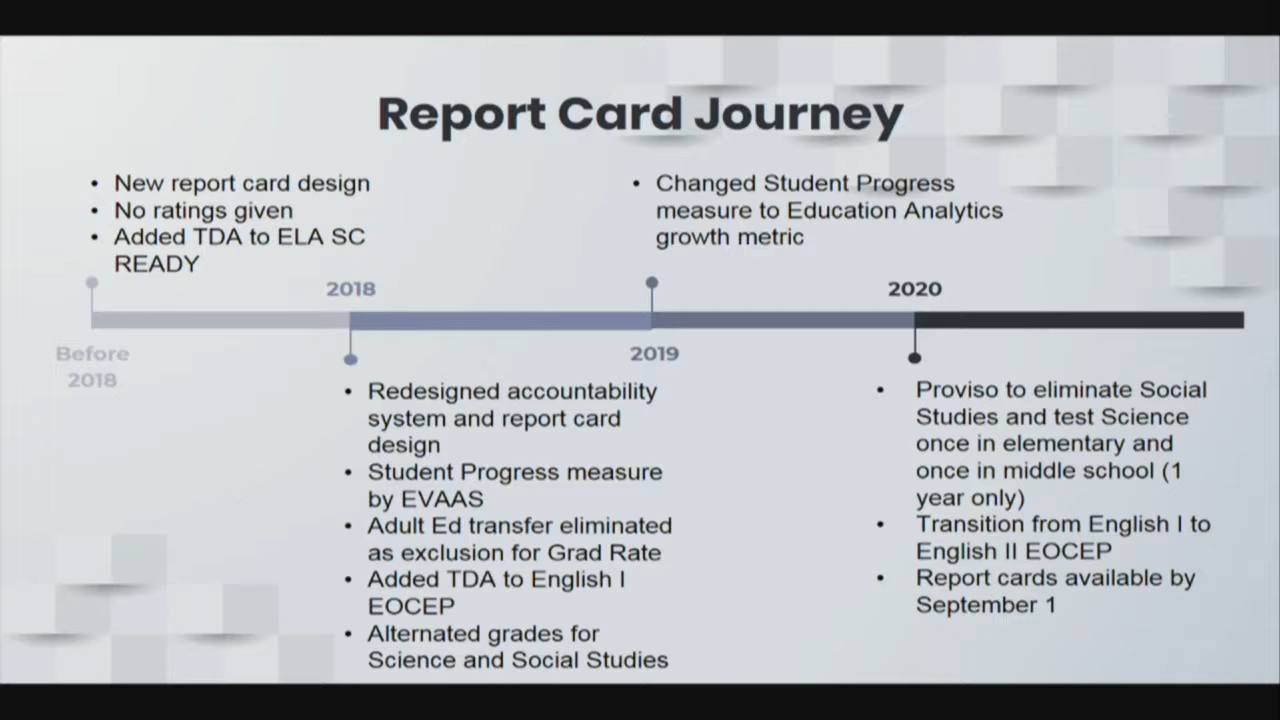 Report Card Journey
• New report card design
• No ratings given
• Added TDA to ELA SC
READY
• Changed Student Progress
measure to Education Analytics
growth metric
2018
2020
Before
2018
2019
• Redesigned accountability
system and report card
design
• Student Progress measure
by EVAAS
• Adult Ed transfer eliminated
as exclusion for Grad Rate
• Added TDA to English I
EOCEP
• Alternated grades for
Science and Social Studies
• Proviso to eliminate Social
Studies and test Science
once in elementary and
once in middle school (1
year only)
• Transition from English I to
English II EOCEP
• Report cards available by
September 1